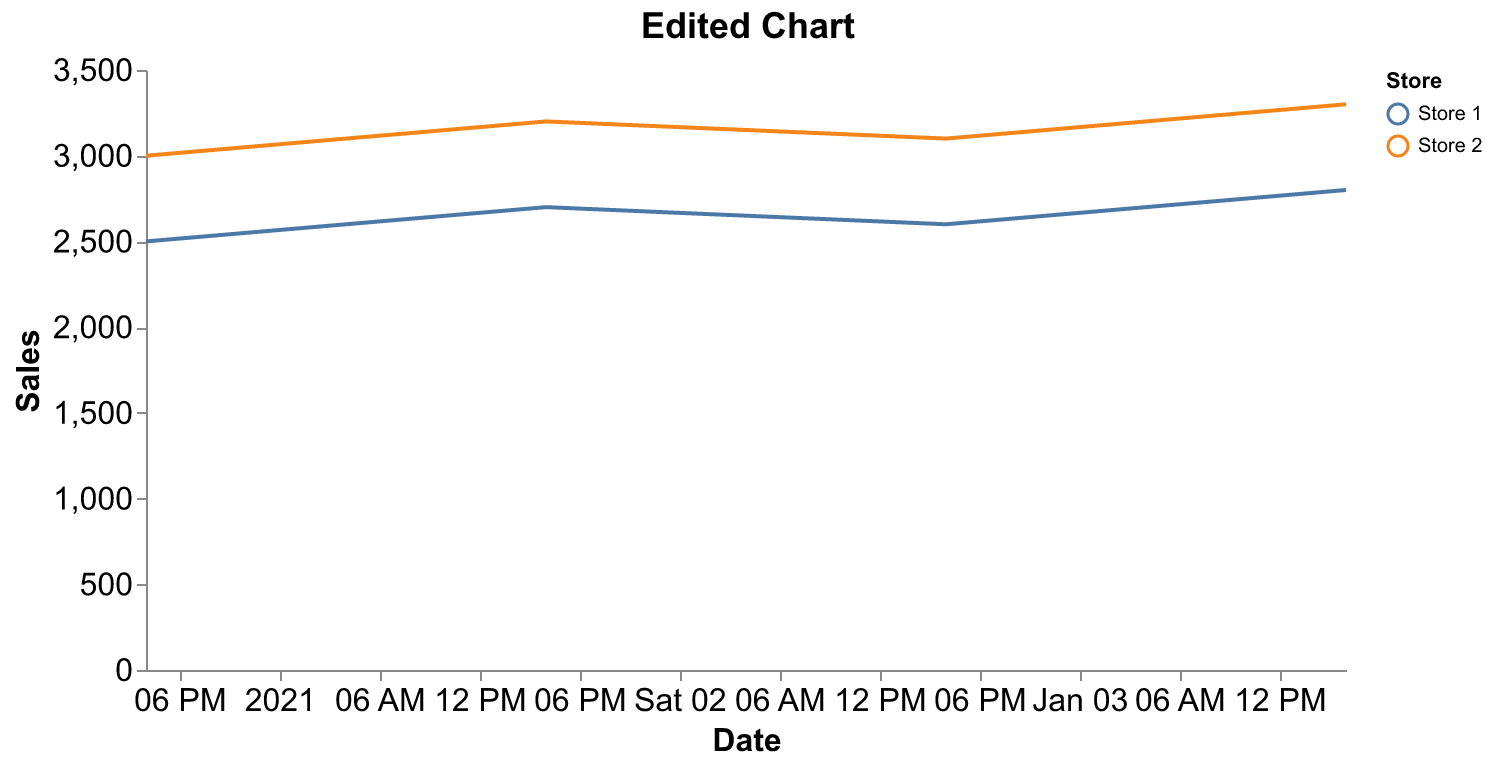 Edited Chart
3,500
3,000
2,500
2,000
1,500
1,000
500
0
Sales
06 PM 2021 06 AM 12 PM 06 PM Sat 02 06 AM 12 PM 06 PM Jan 03 06 AM 12 PM
Date
Store
Store 1
Store 2